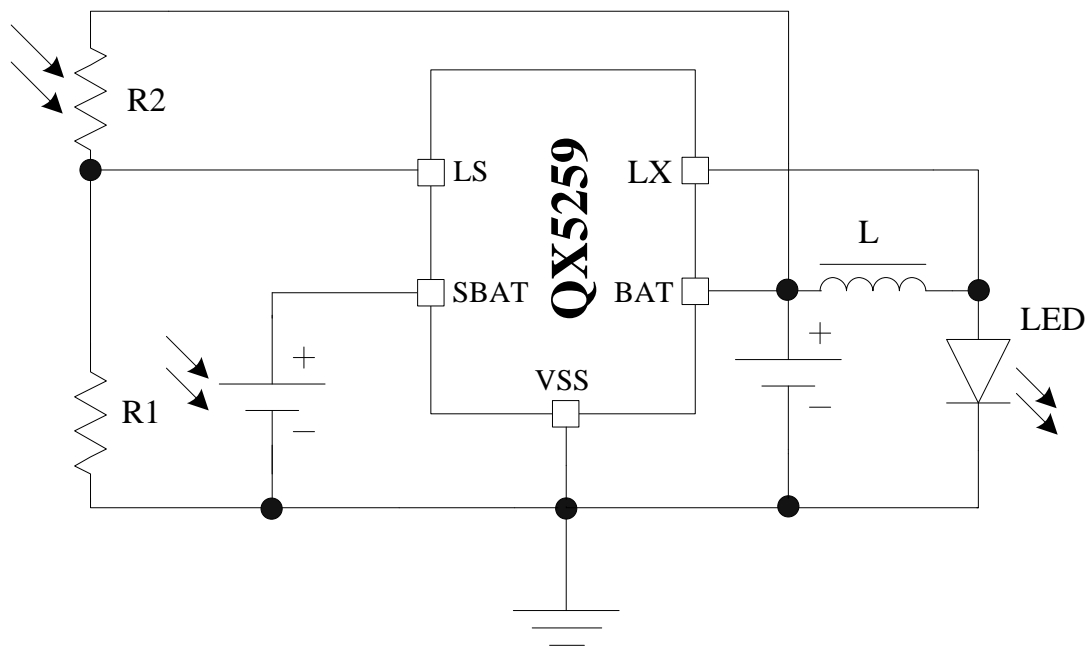 R2
LS
LX
QX5259
L
SBAT
BAT
LED
+
+
VSS
R1
−
−